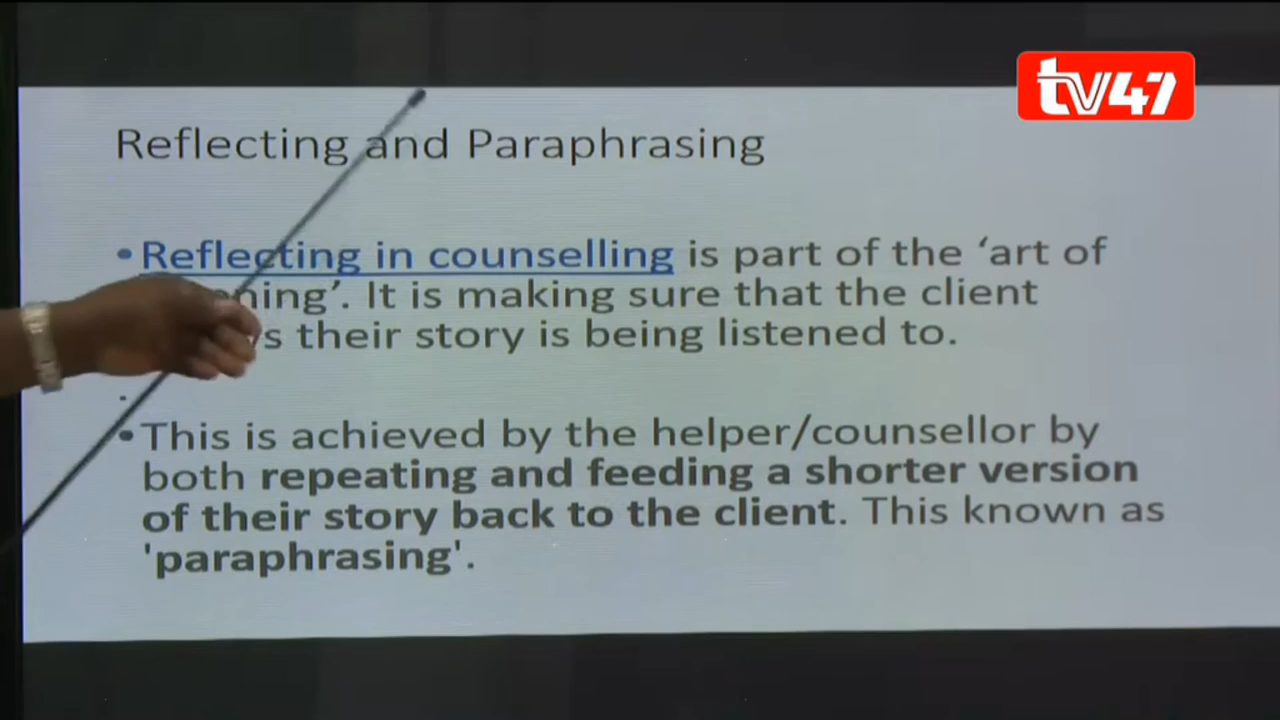 tv47
Reflecting and Paraphrasing
• Reflecting in counselling is part of the ‘art of
. It is making sure that the client
their story is being listened to.
• This is achieved by the helper/counsellor by
both repeating and feeding a shorter version
of their story back to the client. This known as
'paraphrasing'.